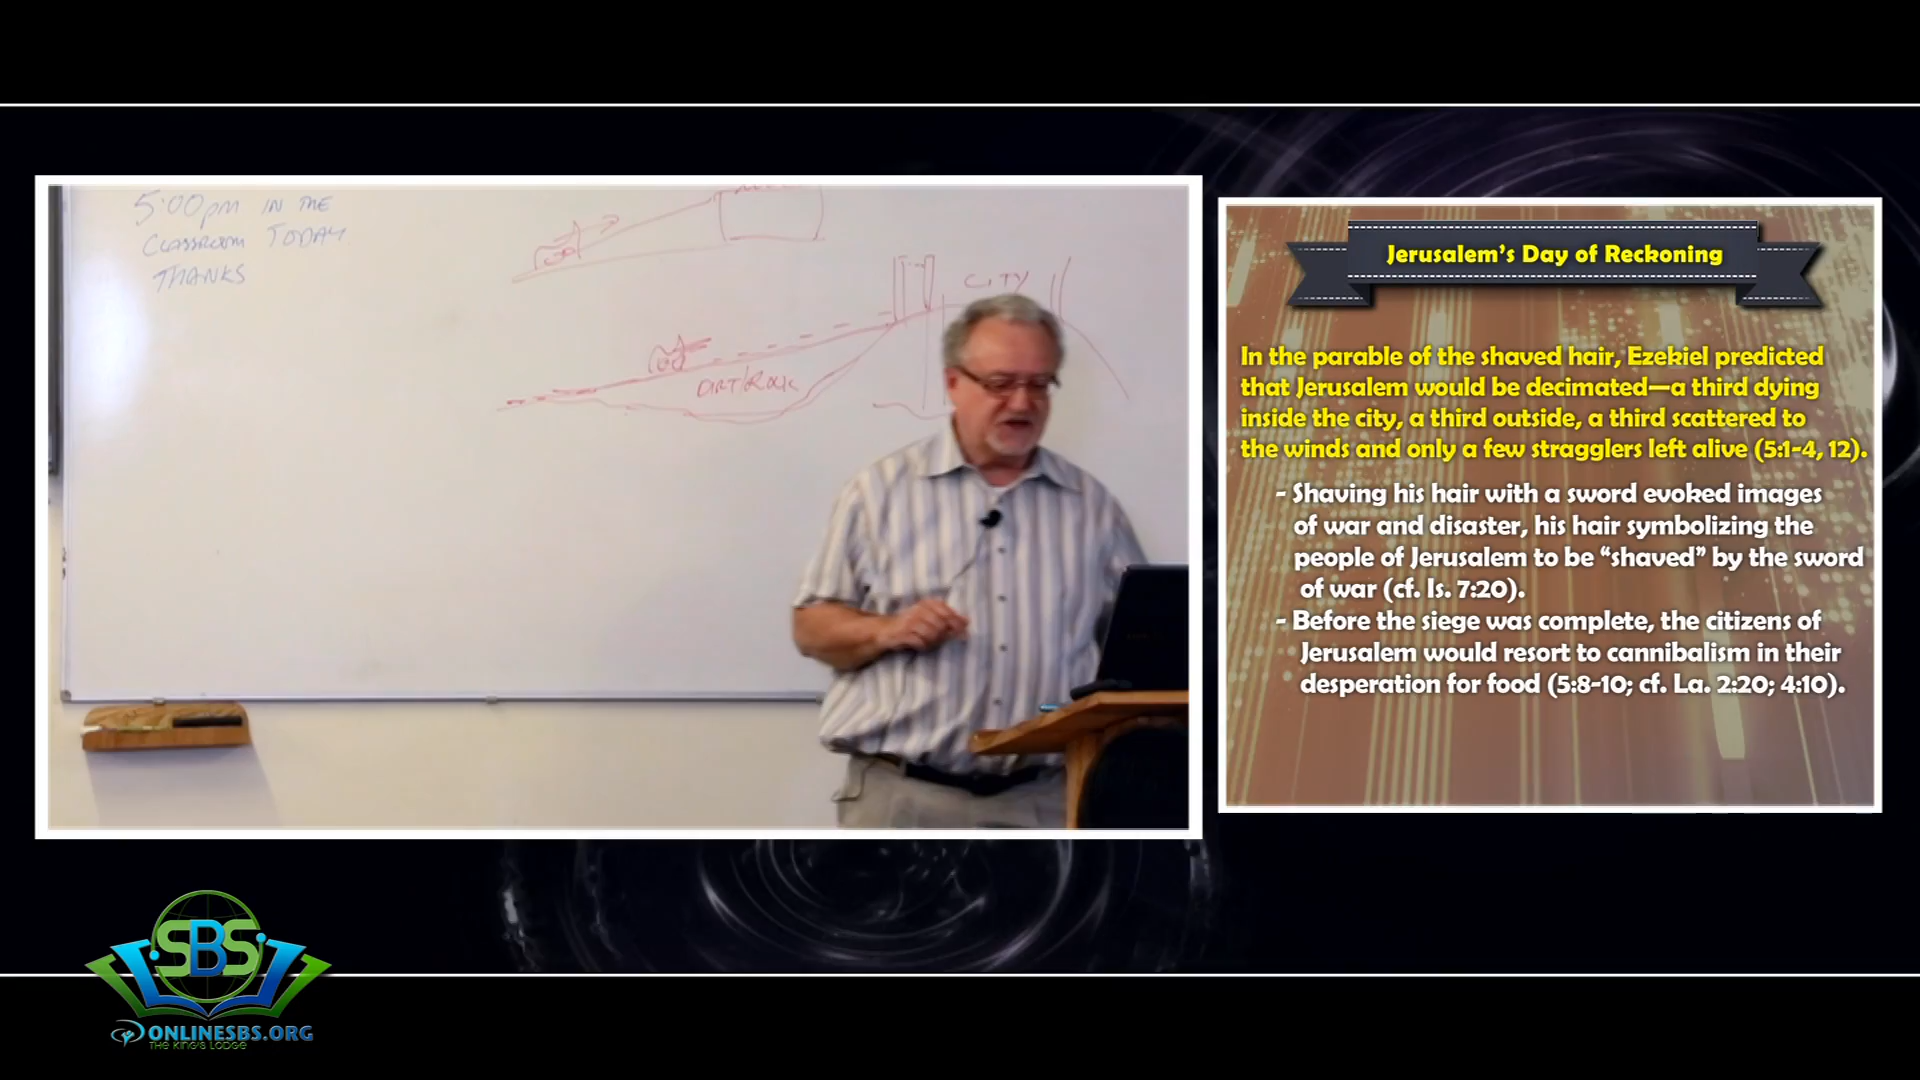 5:00pm IN THE
CLASSROOM TODAY
THANKS
CITY
DIRT/ROCK
Jerusalem’s Day of Reckoning
In the parable of the shaved hair, Ezekiel predicted
that Jerusalem would be decimated—a third dying
inside the city, a third outside, a third scattered to
the winds and only a few stragglers left alive (5:1-4, 12).
- Shaving his hair with a sword evoked images
of war and disaster, his hair symbolizing the
people of Jerusalem to be “shaved” by the sword
of war (cf. Is. 7:20).
- Before the siege was complete, the citizens of
Jerusalem would resort to cannibalism in their
desperation for food (5:8-10; cf. La. 2:20; 4:10).
SBS
ONLINESBS.ORG
THE KING'S LODGE